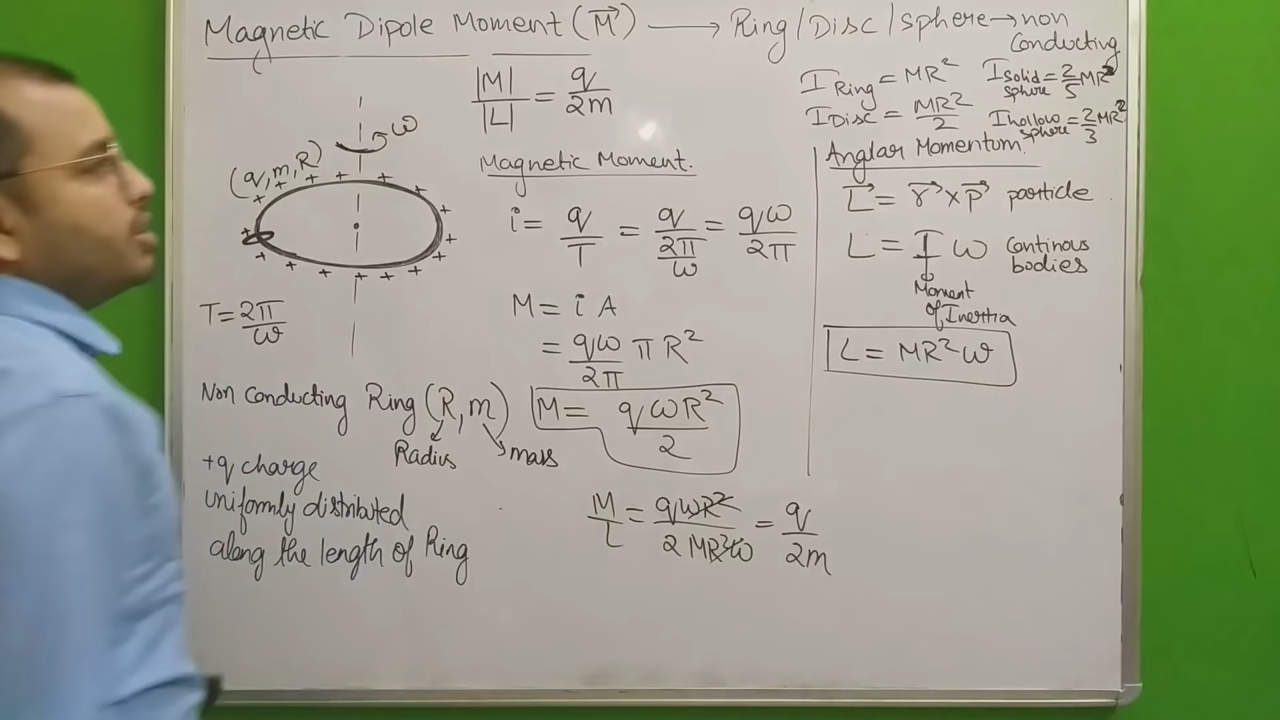 Magnetic Dipole Moment (M⃗) ⟶ Ring/Disc/sphere→non Conducting
|M|/|L| = q/2m
I Ring = MR²
I Solid sphere = 2/5 MR²
I Disc = MR²/2
I hollow sphere = 2/3 MR²
ω
(q,m,R)
+ + + + + + + + + + + + + + + +
T = 2π/ω
Non conducting Ring (R,m)
Radius
mass
+q charge
uniformly distributed
along the length of Ring
Magnetic Moment.
i = q/T = q/(2π/ω) = qω/2π
M = i A
= qω/2π πR²
M = qωR²/2
M/L = qωR²/2MR²ω = q/2m
Anglar Momentum.
L⃗ = r⃗ × p⃗ particle
L = I ω Continous bodies
Moment
of Inertia
L = MR²ω